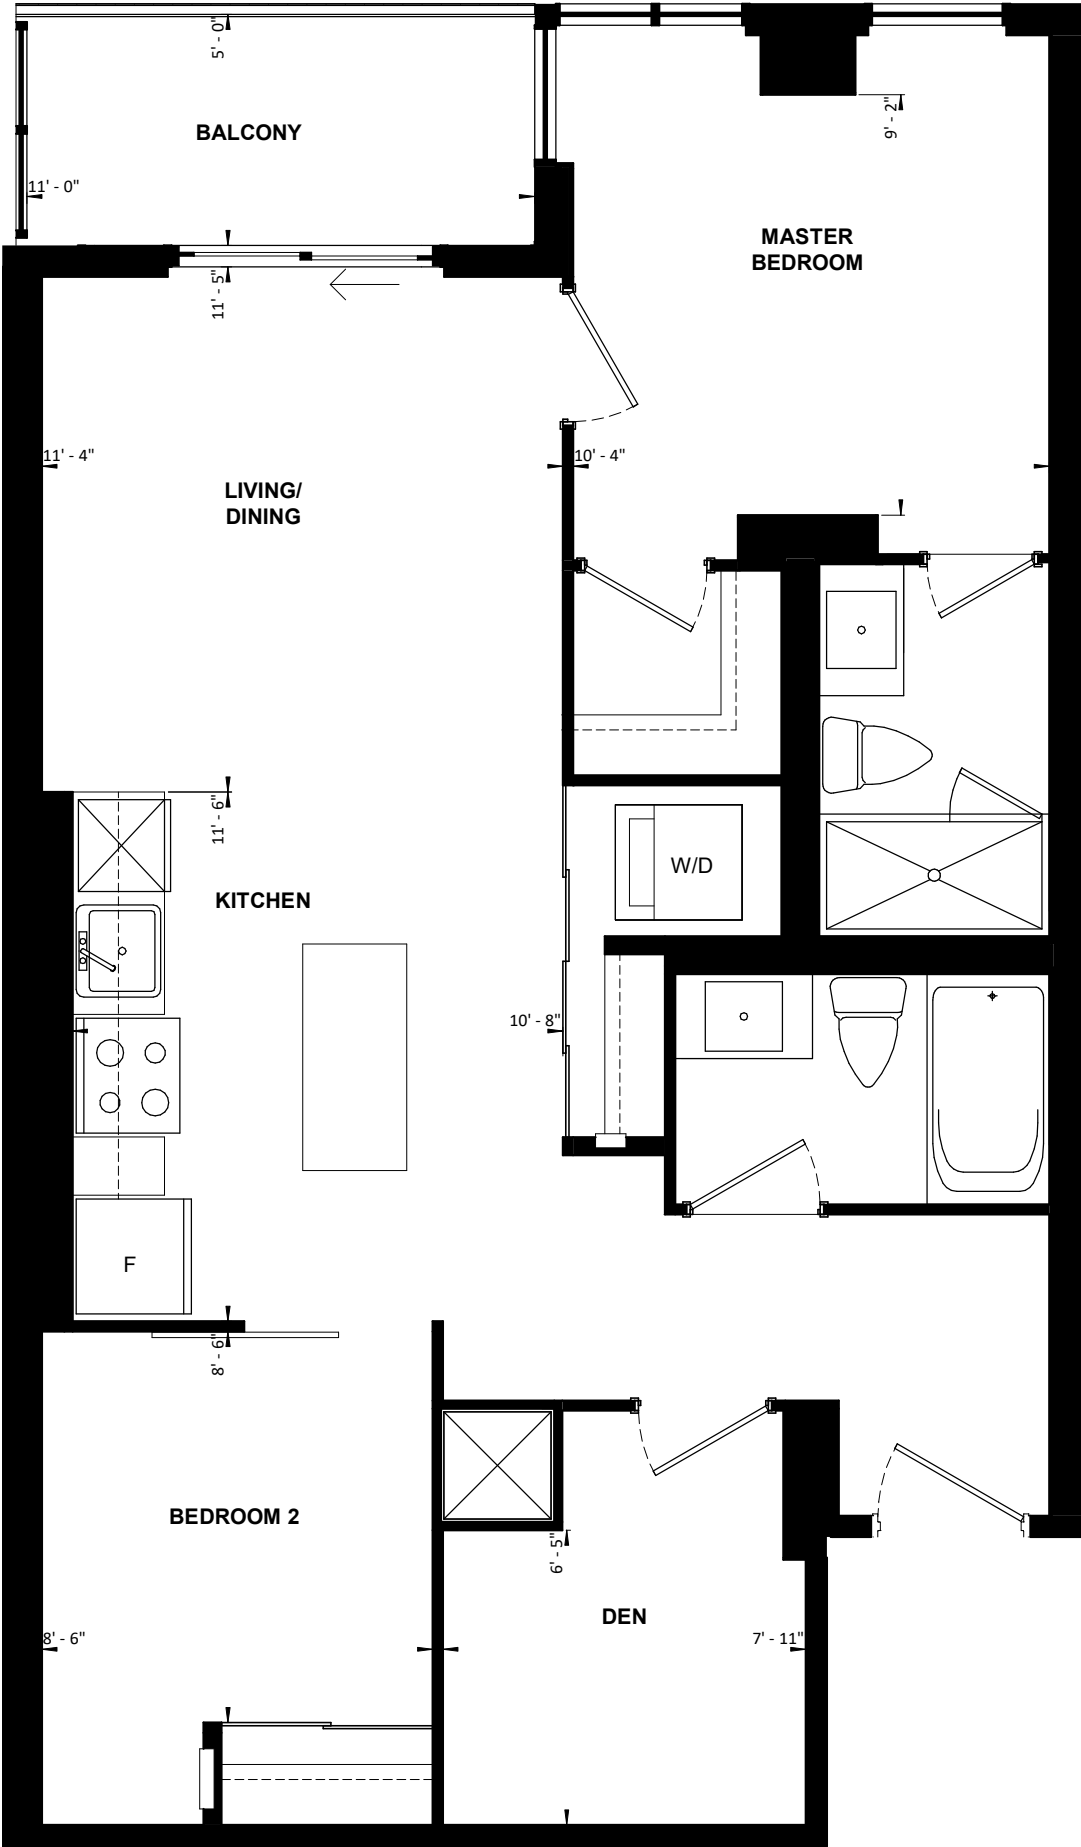 5' - 0"
BALCONY
9' - 2"
11' - 0"
MASTER
BEDROOM
11' - 5"
11' - 4"
10' - 4"
LIVING/
DINING
11' - 6"
W/D
KITCHEN
10' - 8"
F
8' - 6"
BEDROOM 2
6' - 5"
DEN
8' - 6"
7' - 11"